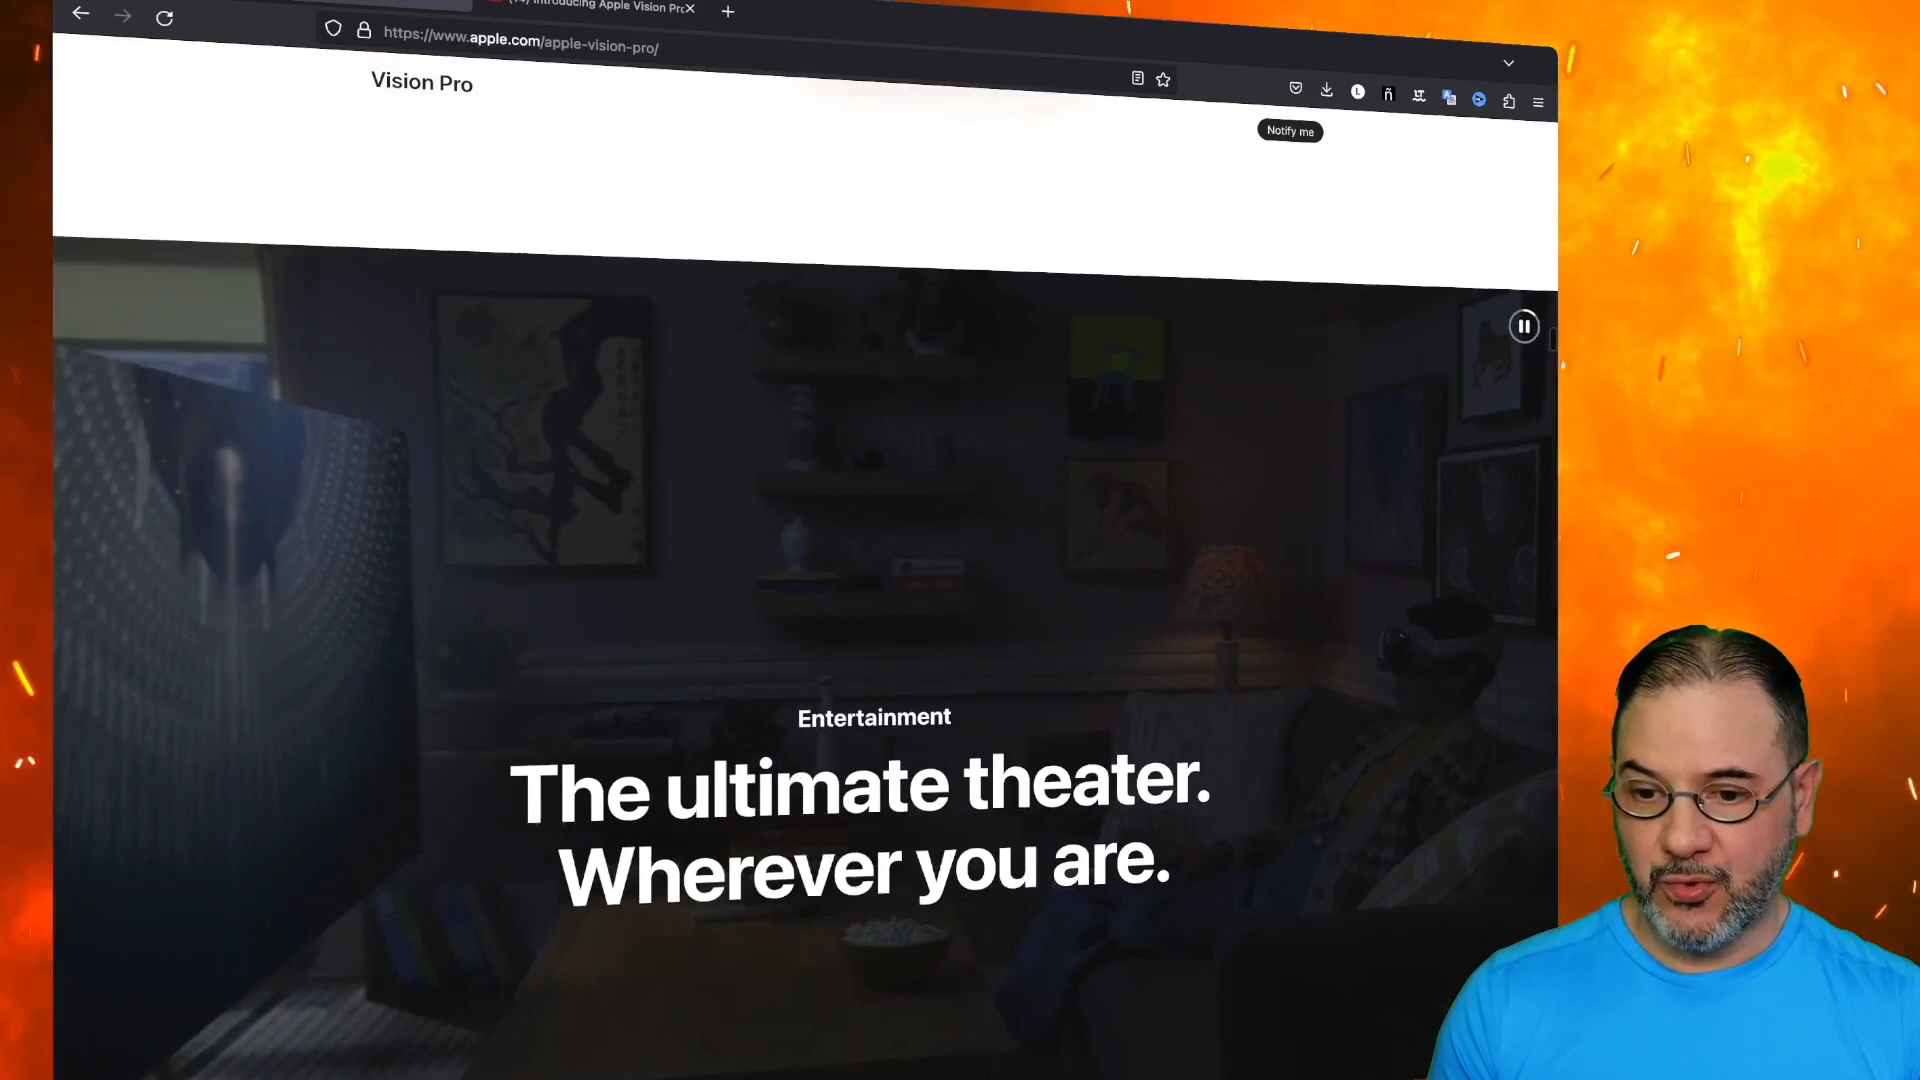 Introducing Apple Vision Pro
https://www.apple.com/apple-vision-pro/
Vision Pro
Notify me
Entertainment
The ultimate theater.
Wherever you are.